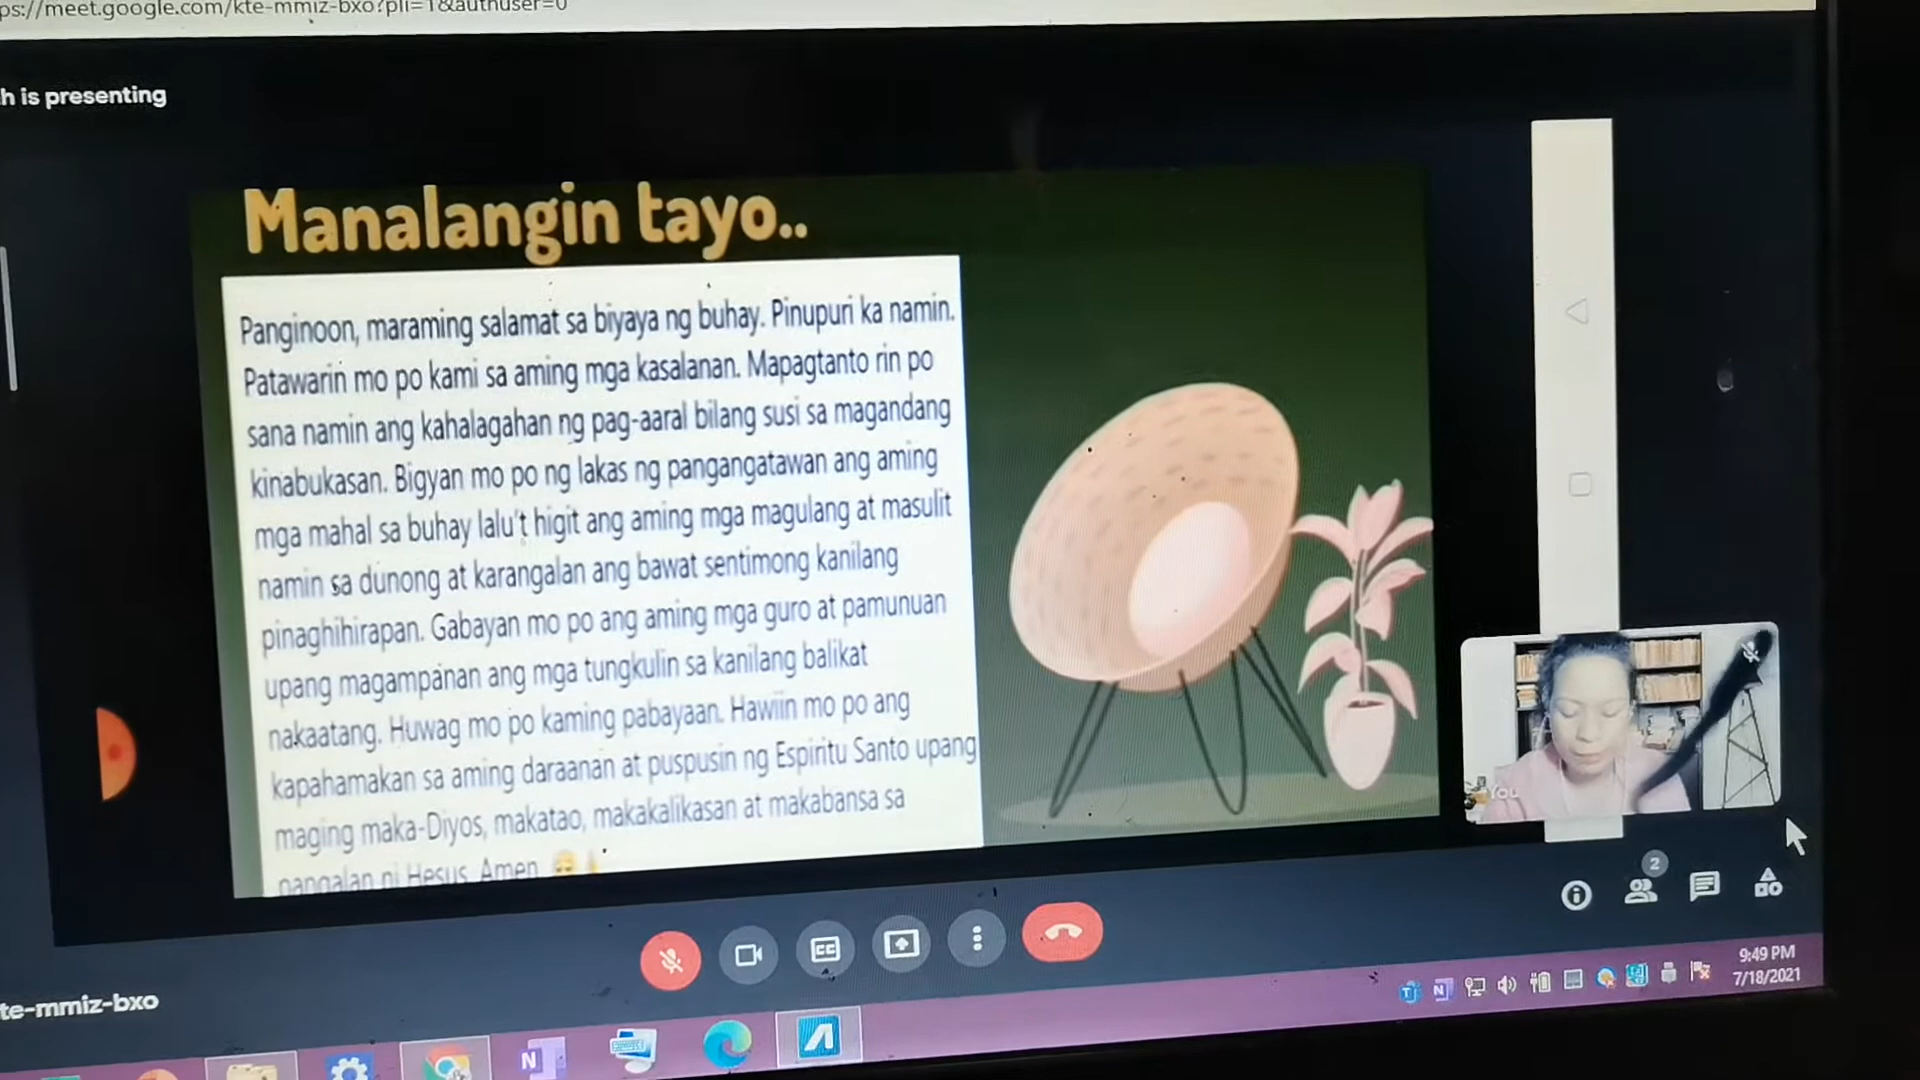 ps://meet.google.com/kte-mmiz-bxo?pli=1&authuser=0
h is presenting
Manalangin tayo..
Panginoon, maraming salamat sa biyaya ng buhay. Pinupuri ka namin.
Patawarin mo po kami sa aming mga kasalanan. Mapagtanto rin po
sana namin ang kahalagahan ng pag-aaral bilang susi sa magandang
kinabukasan. Bigyan mo po ng lakas ng pangangatawan ang aming
mga mahal sa buhay lalu't higit ang aming mga magulang at masulit
namin sa dunong at karangalan ang bawat sentimong kanilang
pinaghihirapan. Gabayan mo po ang aming mga guro at pamunuan
upang magampanan ang mga tungkulin sa kanilang balikat
nakaatang. Huwag mo po kaming pabayaan. Hawiin mo po ang
kapahamakan sa aming daraanan at puspusin ng Espiritu Santo upang
maging maka-Diyos, makatao, makakalikasan at makabansa sa
pangalan ni Hesus. Amen
You
2
CC
te-mmiz-bxo
9:49 PM
7/18/2021